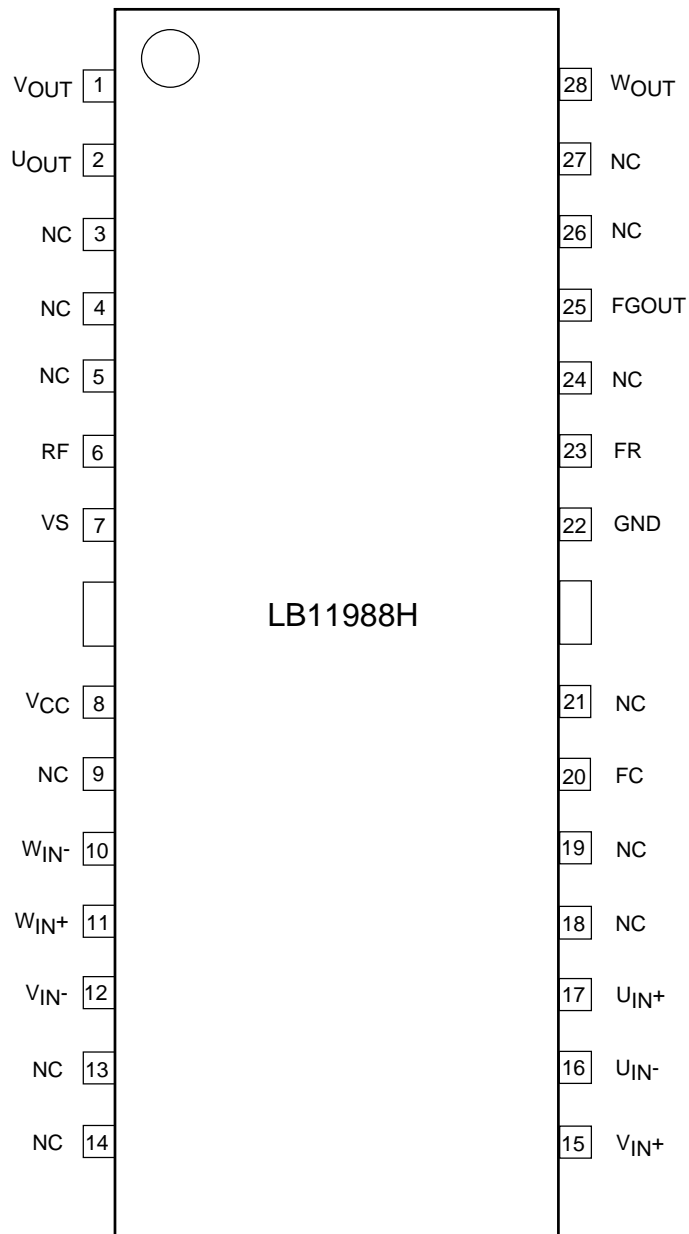 VOUT 1 28 WOUT
UOUT 2 27 NC
NC 3 26 NC
NC 4 25 FGOUT
NC 5 24 NC
RF 6 23 FR
VS 7 22 GND
LB11988H
VCC 8 21 NC
NC 9 20 FC
WIN- 10 19 NC
WIN+ 11 18 NC
VIN- 12 17 UIN+
NC 13 16 UIN-
NC 14 15 VIN+